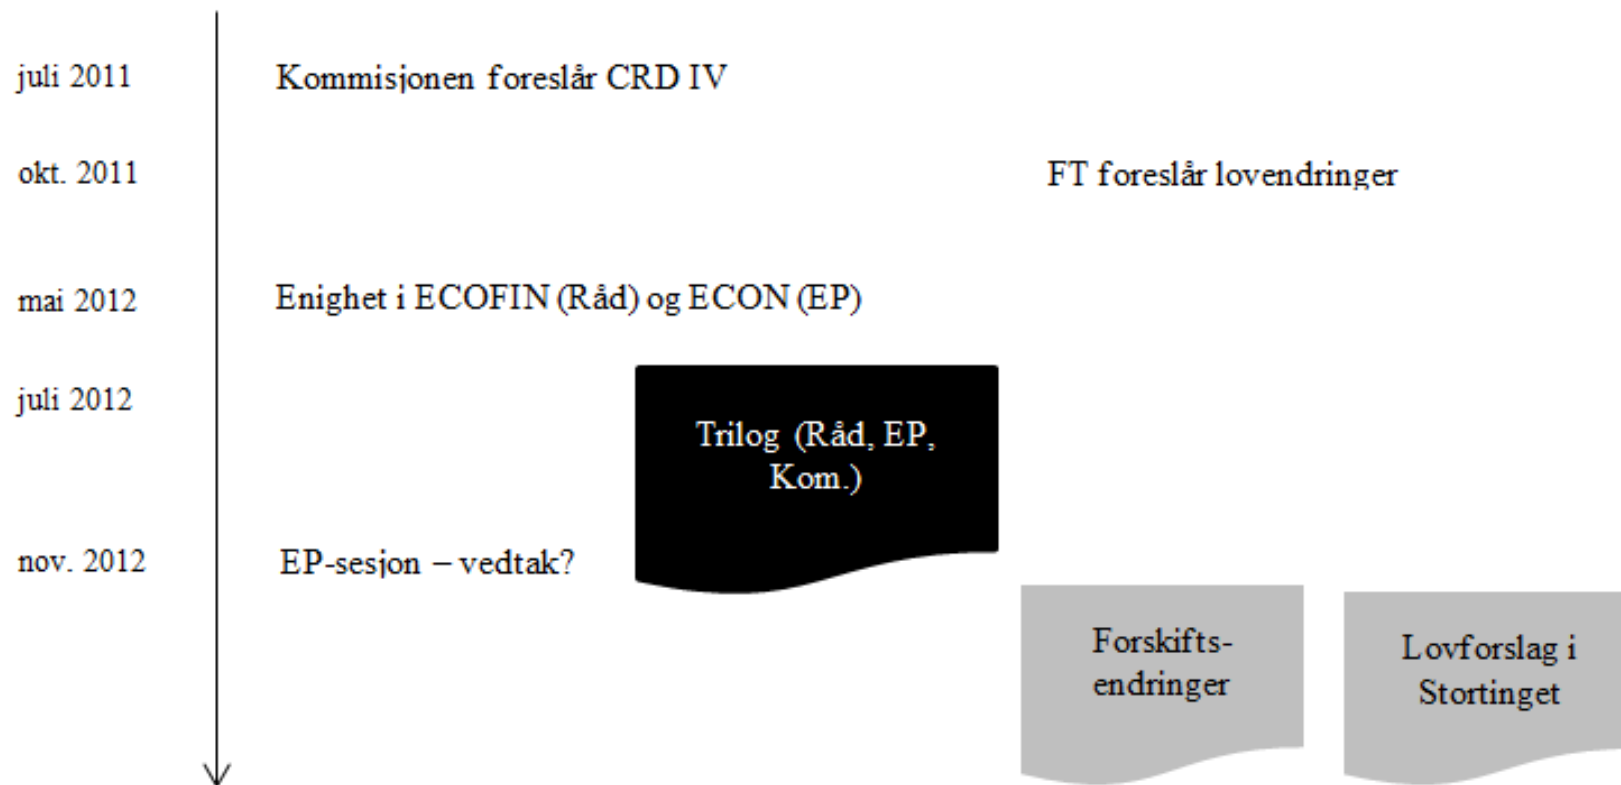 juli 2011
Kommisjonen foreslår CRD IV
okt. 2011
FT foreslår lovendringer
mai 2012
Enighet i ECOFIN (Råd) og ECON (EP)
juli 2012
Trilog (Råd, EP,
Kom.)
nov. 2012
EP-sesjon – vedtak?
Forskifts-
endringer
Lovforslag i
Stortinget